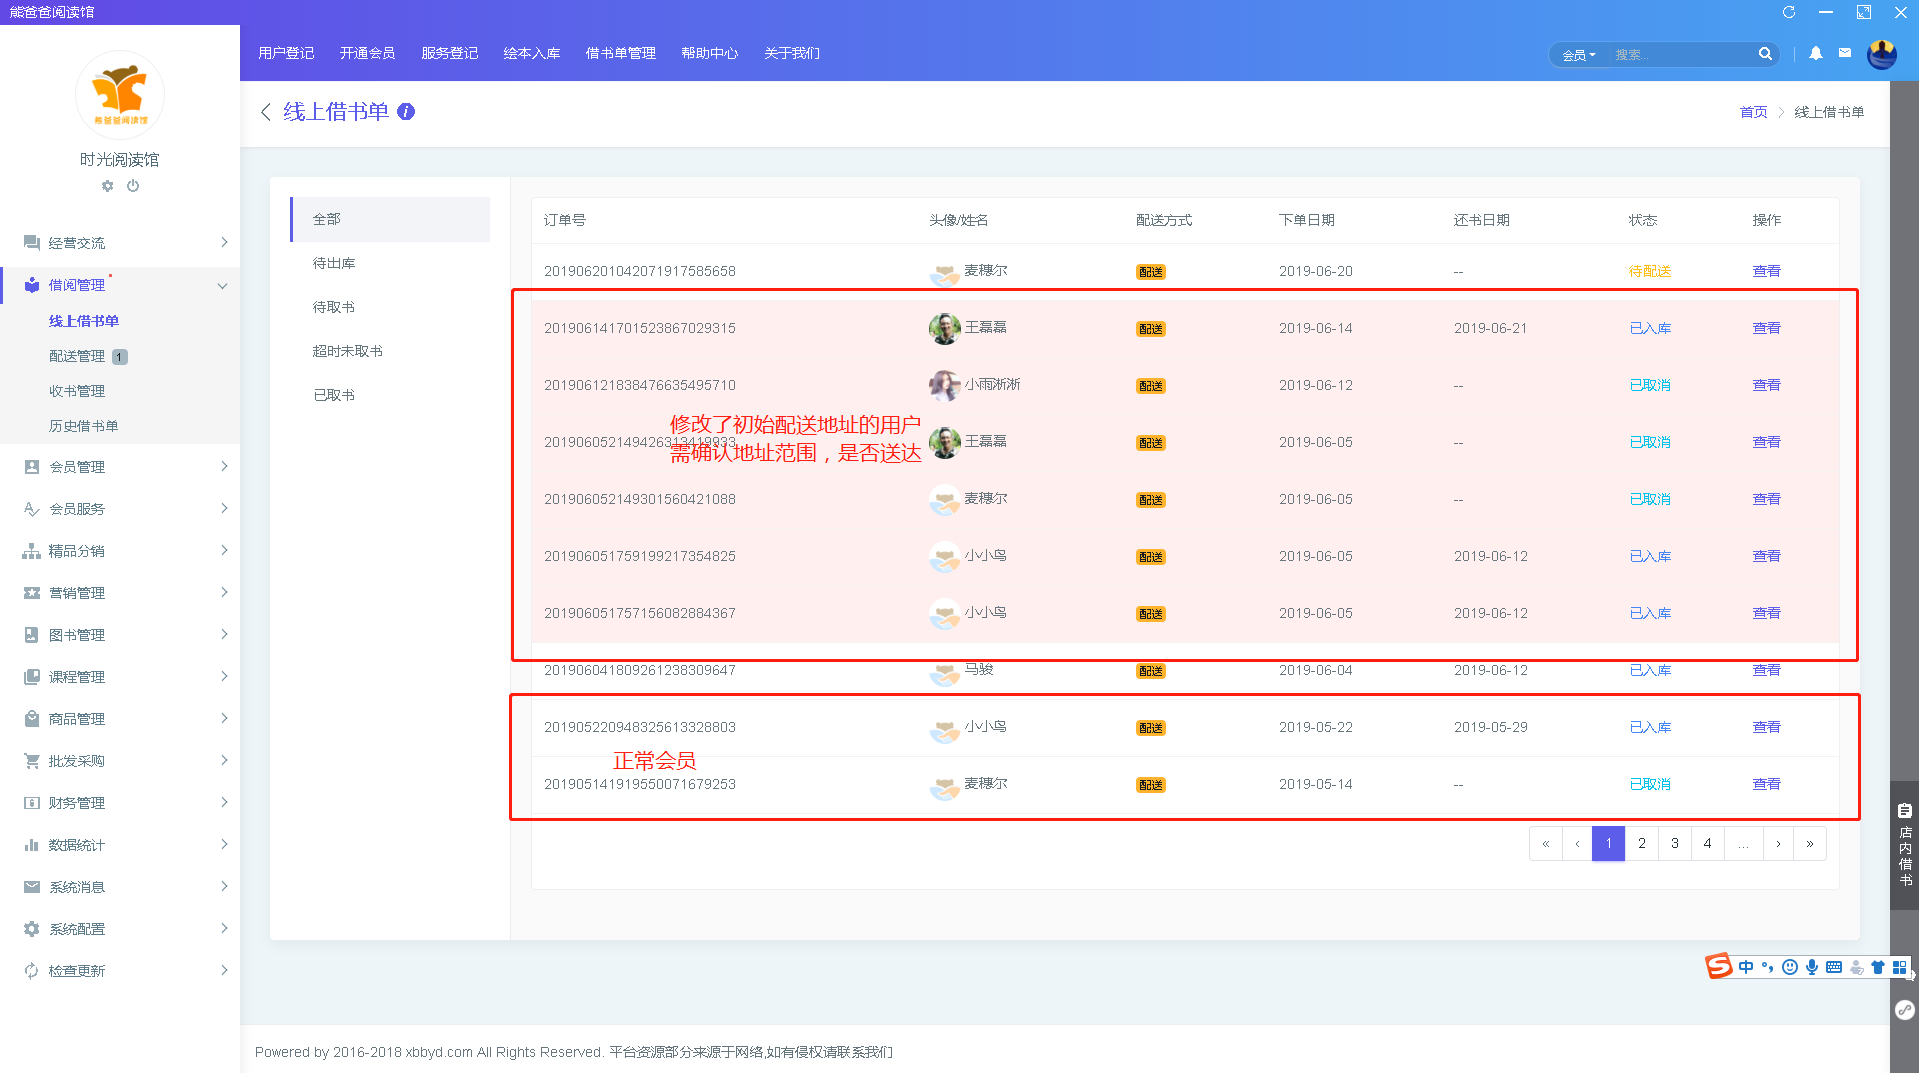 熊爸爸阅读馆
用户登记 开通会员 服务登记 绘本入库 借书单管理 帮助中心 关于我们
会员 搜索...
熊爸爸阅读馆
时光阅读馆
经营交流
借阅管理
线上借书单
配送管理 1
收书管理
历史借书单
会员管理
会员服务
精品分销
营销管理
图书管理
课程管理
商品管理
批发采购
财务管理
数据统计
系统消息
系统配置
检查更新
线上借书单
首页 > 线上借书单
全部
待出库
待取书
超时未取书
已取书
订单号 头像/姓名 配送方式 下单日期 还书日期 状态 操作
201906201042071917585658 麦穗尔 配送 2019-06-20 -- 待配送 查看
201906141701523867029315 王磊磊 配送 2019-06-14 2019-06-21 已入库 查看
201906121838476635495710 小雨淅淅 配送 2019-06-12 -- 已取消 查看
修改了初始配送地址的用户
201906052149426313419933 王磊磊 配送 2019-06-05 -- 已取消 查看
需确认地址范围，是否送达
201906052149301560421088 麦穗尔 配送 2019-06-05 -- 已取消 查看
201906051759199217354825 小小鸟 配送 2019-06-05 2019-06-12 已入库 查看
201906051757156082884367 小小鸟 配送 2019-06-05 2019-06-12 已入库 查看
201906041809261238309647 马骏 配送 2019-06-04 2019-06-12 已入库 查看
201905220948325613328803 小小鸟 配送 2019-05-22 2019-05-29 已入库 查看
正常会员
201905141919550071679253 麦穗尔 配送 2019-05-14 -- 已取消 查看
« ‹ 1 2 3 4 ... › »
店内借书
中
Powered by 2016-2018 xbbyd.com All Rights Reserved. 平台资源部分来源于网络,如有侵权请联系我们